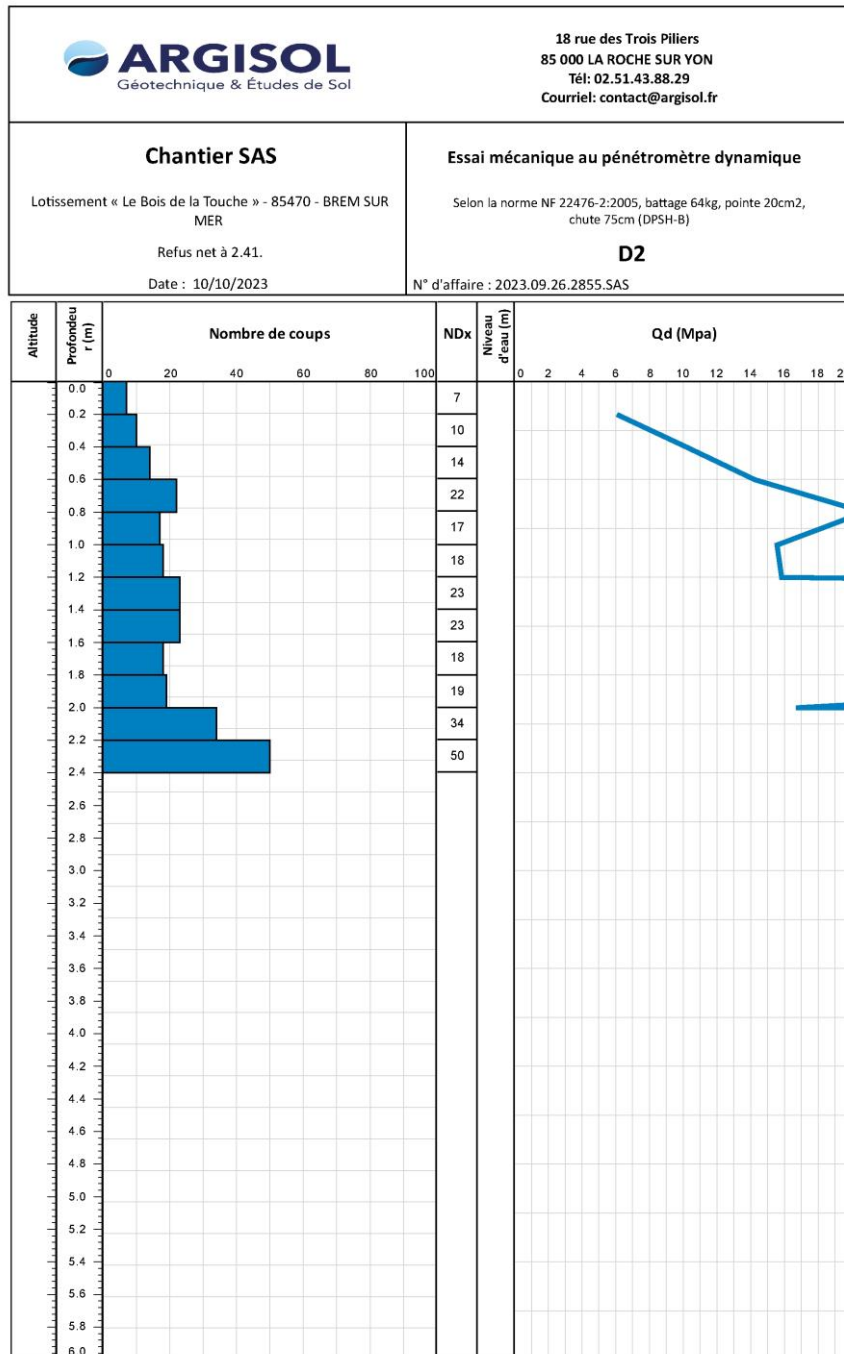 ARGISOL
Géotechnique & Études de Sol
18 rue des Trois Piliers
85 000 LA ROCHE SUR YON
Tél: 02.51.43.88.29
Courriel: contact@argisol.fr
Chantier SAS
Lotissement « Le Bois de la Touche » - 85470 - BREM SUR
MER
Refus net à 2.41.
Date : 10/10/2023
Essai mécanique au pénétromètre dynamique
Selon la norme NF 22476-2:2005, battage 64kg, pointe 20cm2,
chute 75cm (DPSH-B)
D2
N° d'affaire : 2023.09.26.2855.SAS
Altitude
Profondeu
r (m)
Nombre de coups
NDx
Niveau
d'eau (m)
Qd (Mpa)
0 20 40 60 80 100
0 2 4 6 8 10 12 14 16 18 20
0.0
7
0.2
10
0.4
14
0.6
22
0.8
17
1.0
18
1.2
23
1.4
23
1.6
18
1.8
19
2.0
34
2.2
50
2.4
2.6
2.8
3.0
3.2
3.4
3.6
3.8
4.0
4.2
4.4
4.6
4.8
5.0
5.2
5.4
5.6
5.8
6.0